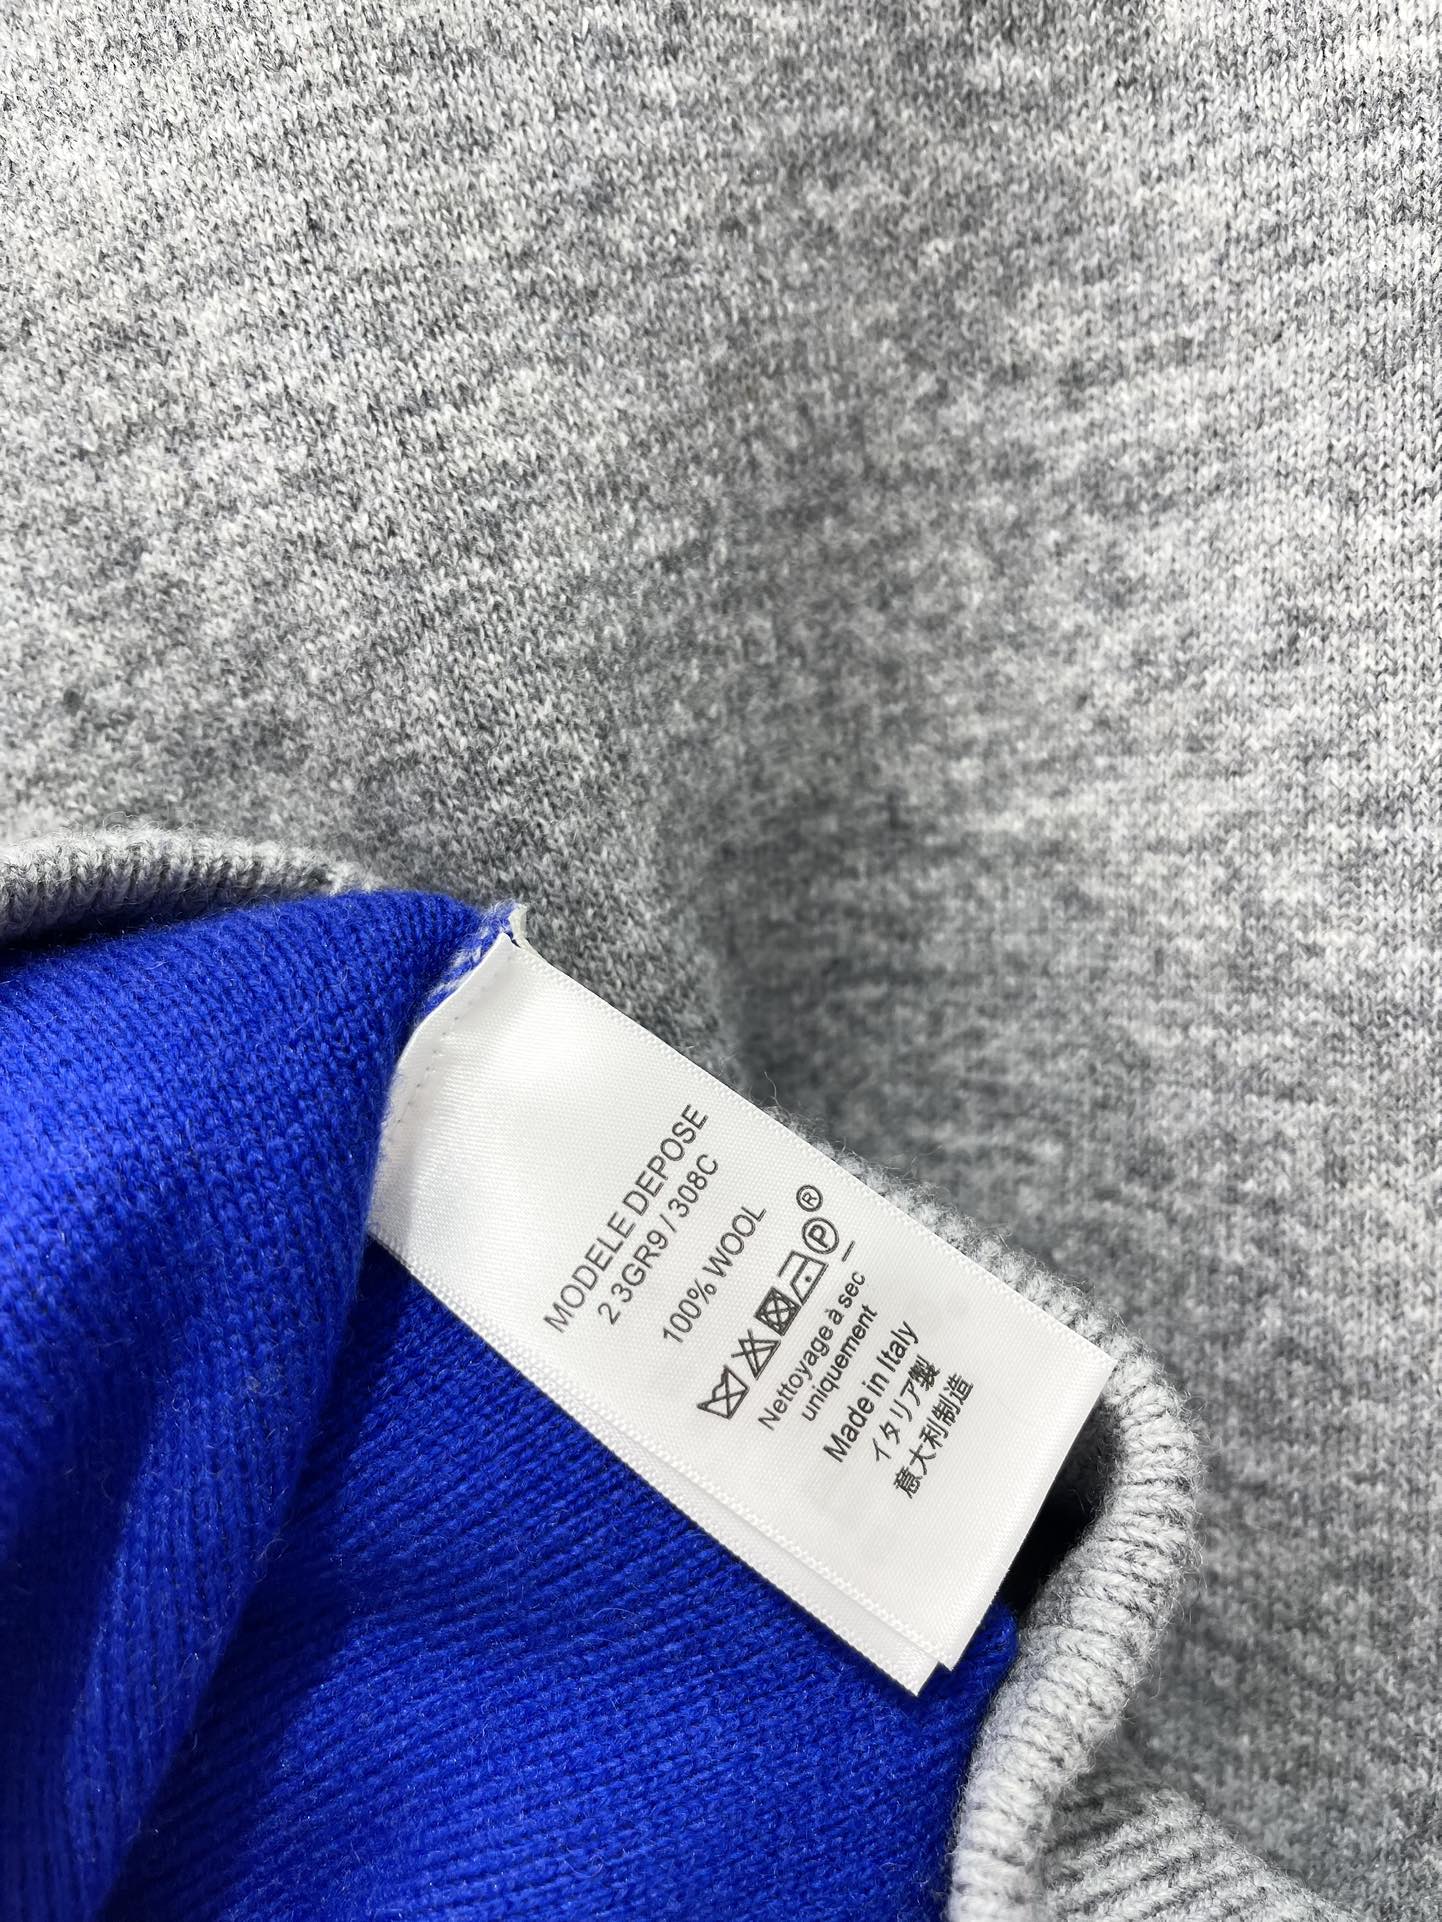 MODELE DEPOSE
2 3GR9 / 308C
100% WOOL
P ®
Nettoyage à sec
uniquement
Made in Italy
イタリア製
意大利制造